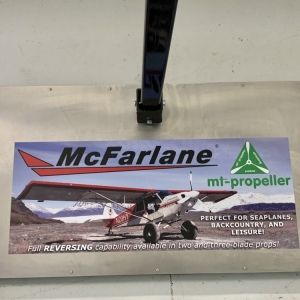 McFarlane®
mt-propeller
PERFECT FOR SEAPLANES,
BACKCOUNTRY, AND
LEISURE!
Full REVERSING capability available in two and three-blade props!